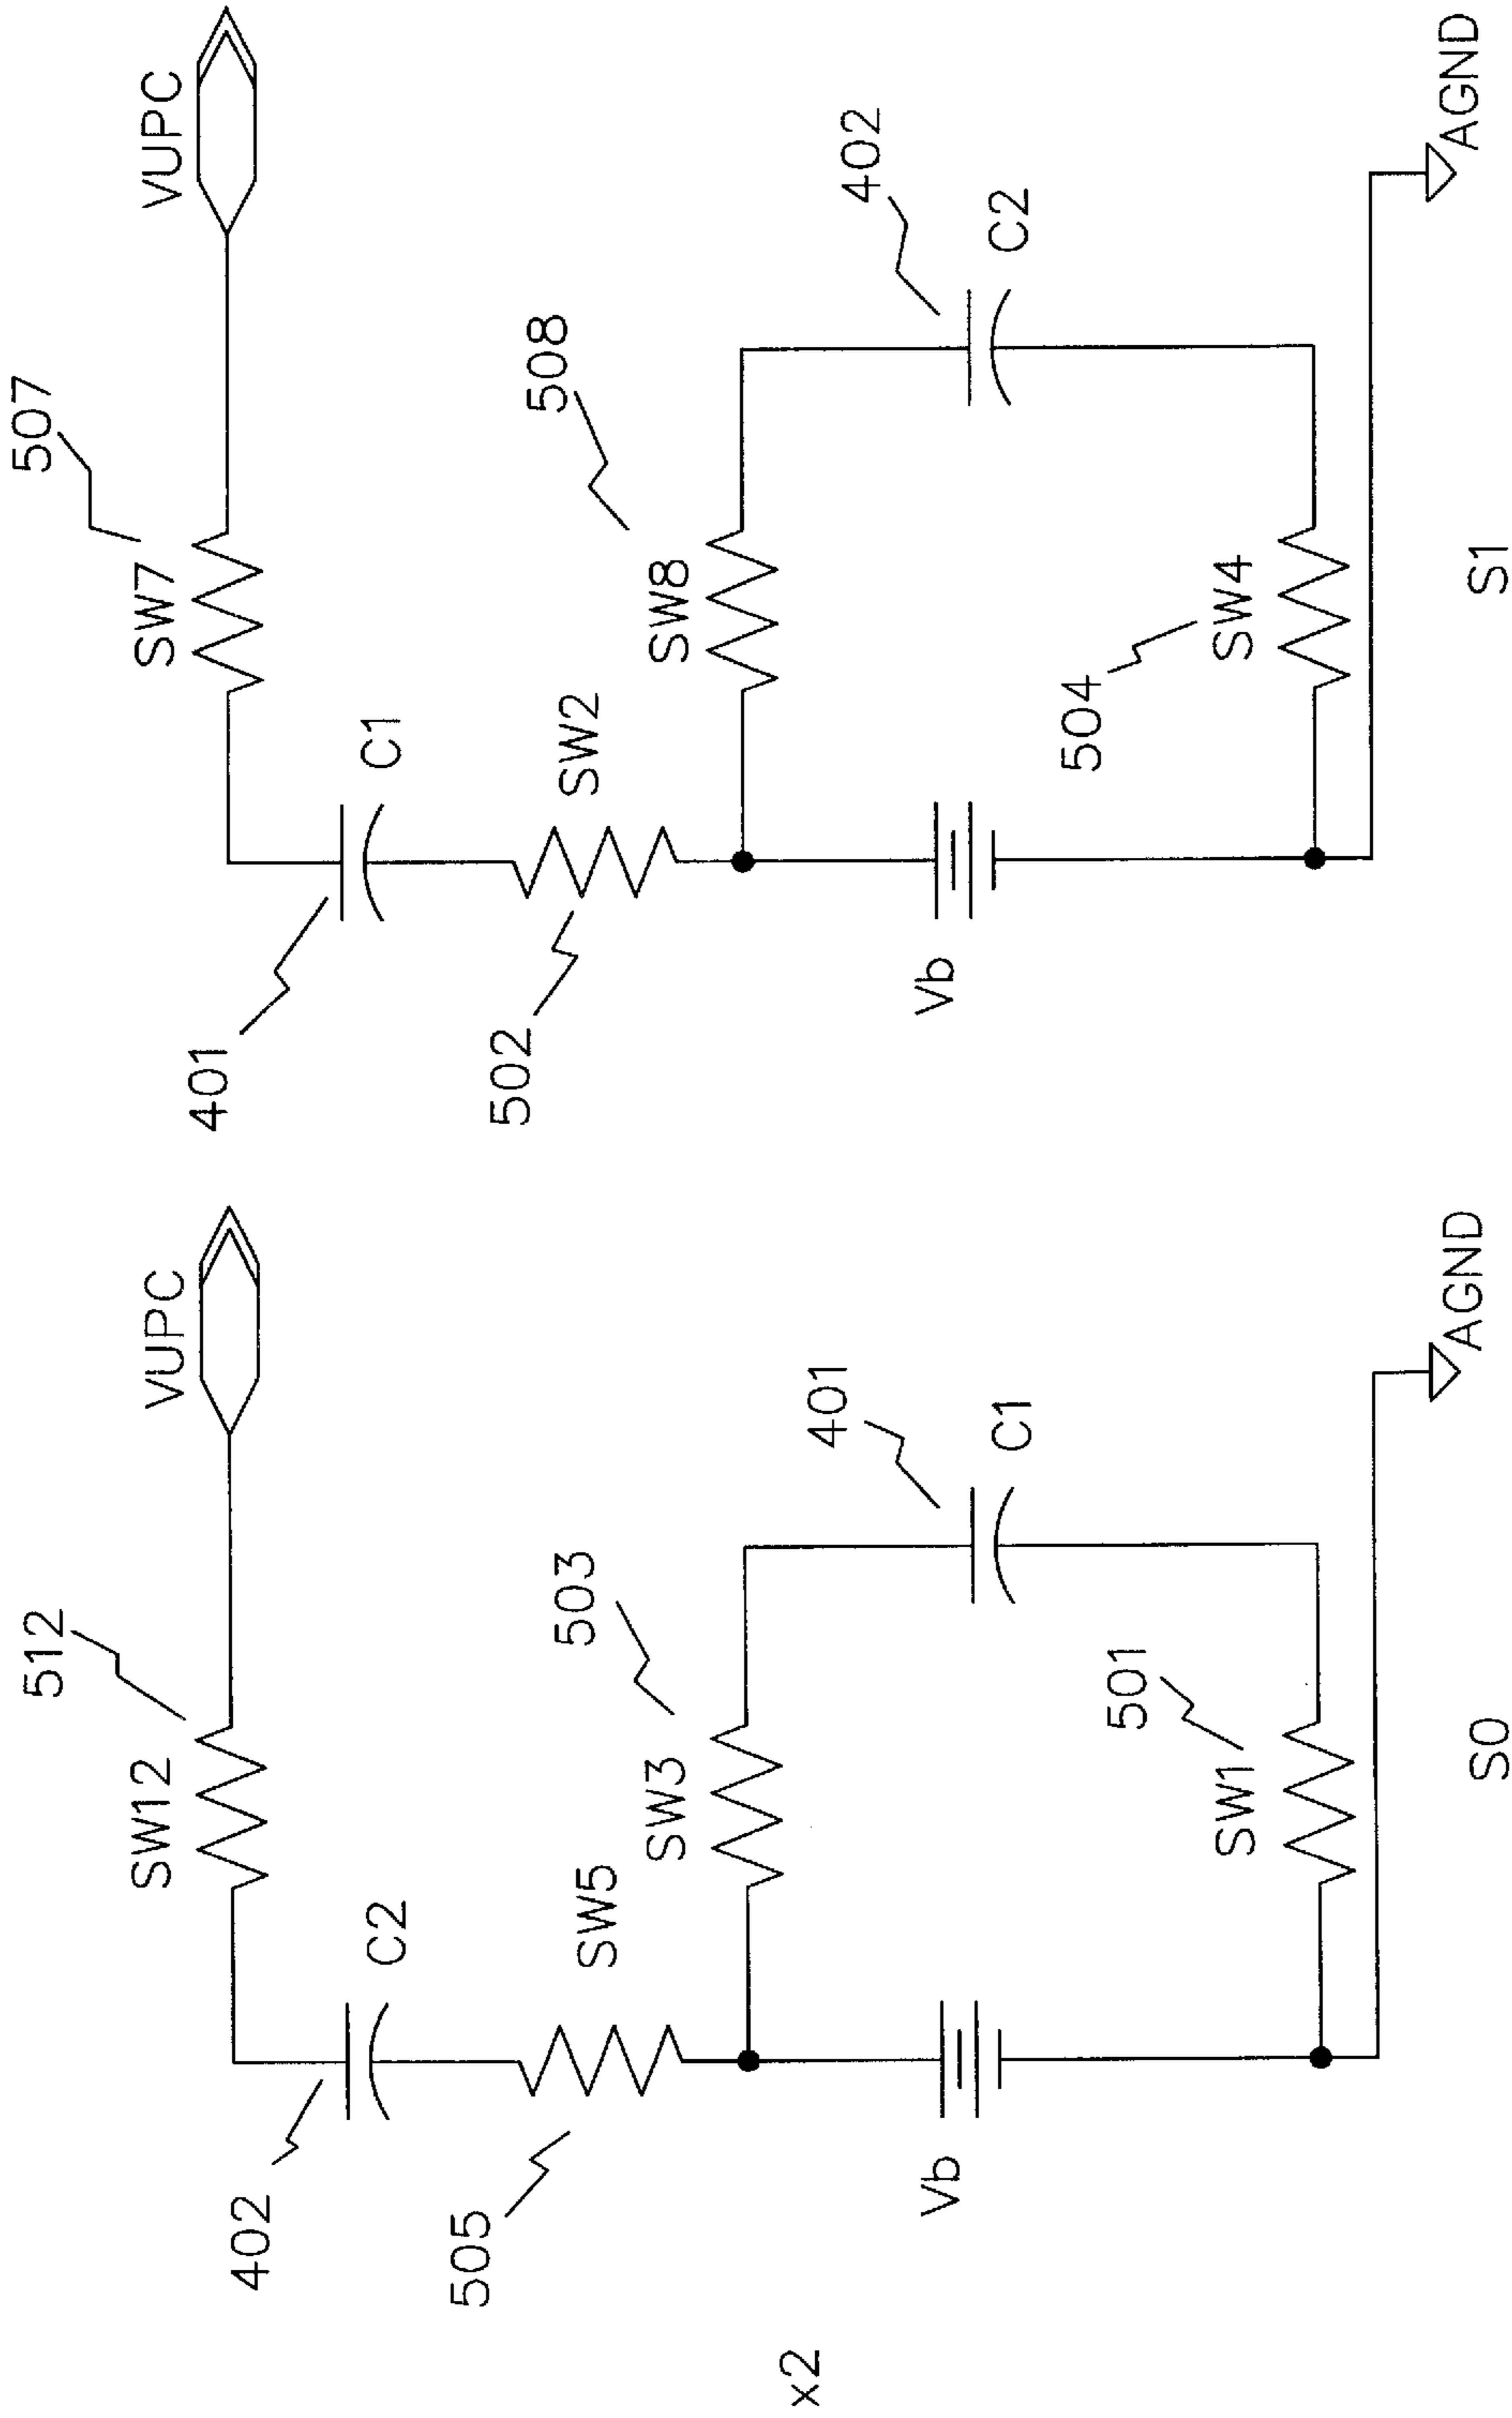 x2
512
SW12
VUPC
402
C2
505
SW5
SW3
503
Vb
401
C1
501
SW1
AGND
S0
507
SW7
VUPC
401
C1
502
SW2
SW8
508
Vb
402
C2
504
SW4
AGND
S1